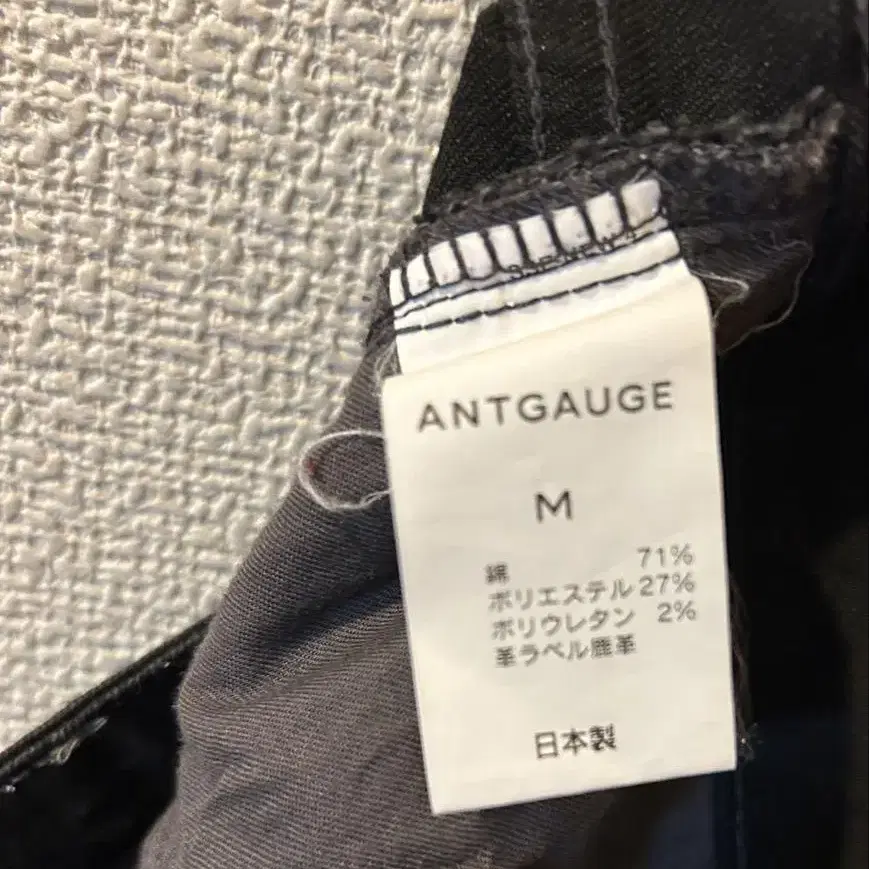 ANTGAUGE
M
綿 71%
ポリエステル 27%
ポリウレタン 2%
革ラベル鹿革
日本製